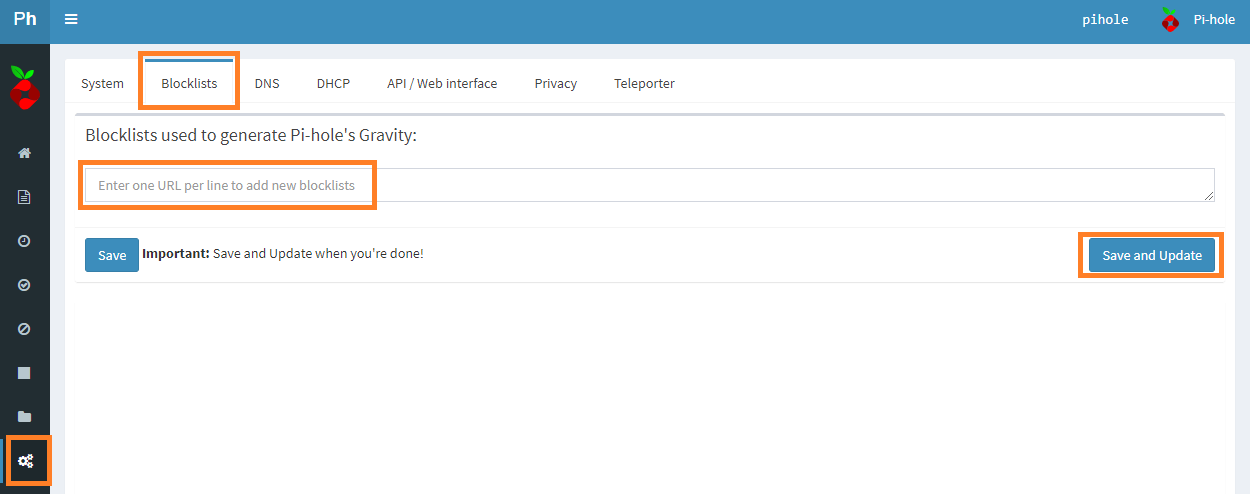 Ph
pihole
Pi-hole
System
Blocklists
DNS
DHCP
API / Web interface
Privacy
Teleporter
Blocklists used to generate Pi-hole's Gravity:
Enter one URL per line to add new blocklists
Save
Important: Save and Update when you're done!
Save and Update